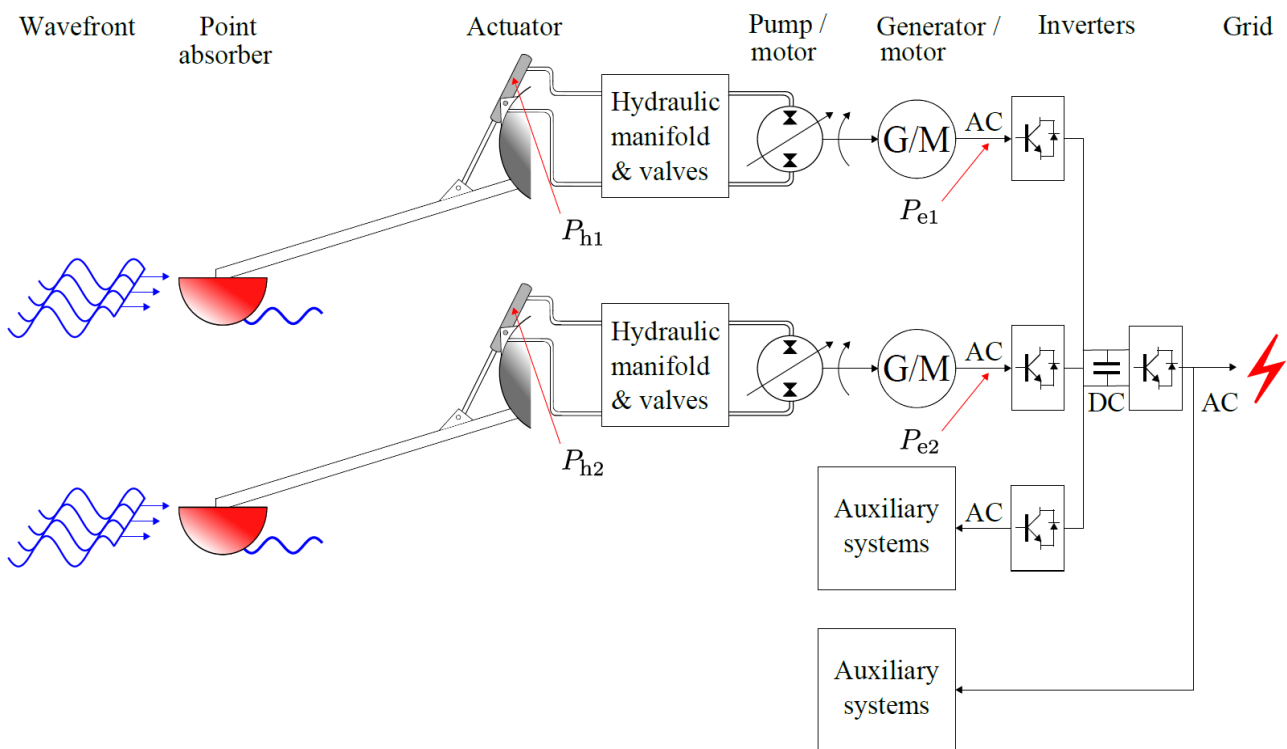 Wavefront
Point
absorber
Actuator
Pump /
motor
Generator /
motor
Inverters
Grid
Hydraulic
manifold
& valves
G/M
AC
P_h1
P_e1
Hydraulic
manifold
& valves
G/M
AC
DC
AC
P_h2
P_e2
Auxiliary
systems
AC
Auxiliary
systems